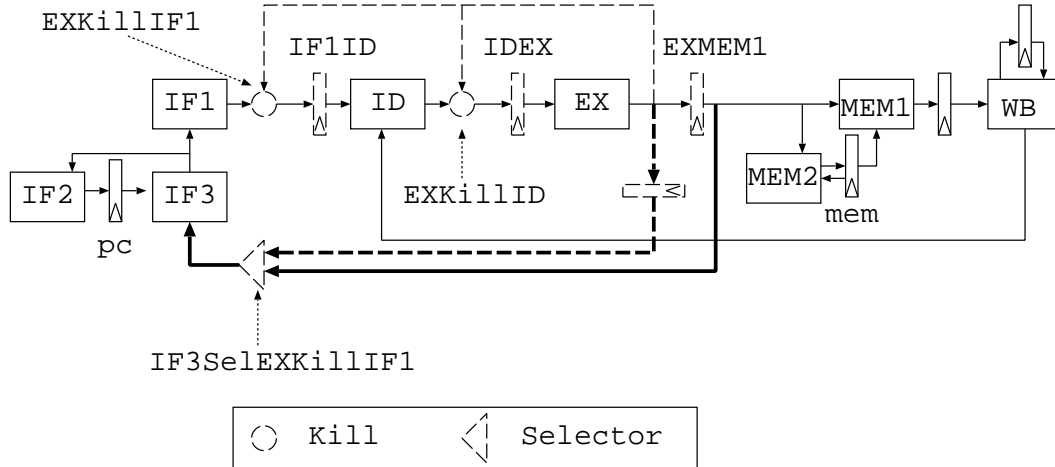 EXKillIF1
IF1ID
IDEX
EXMEM1
IF1
ID
EX
MEM1
WB
IF2
IF3
EXKillID
MEM2
pc
mem
IF3SelEXKillIF1
Kill
Selector